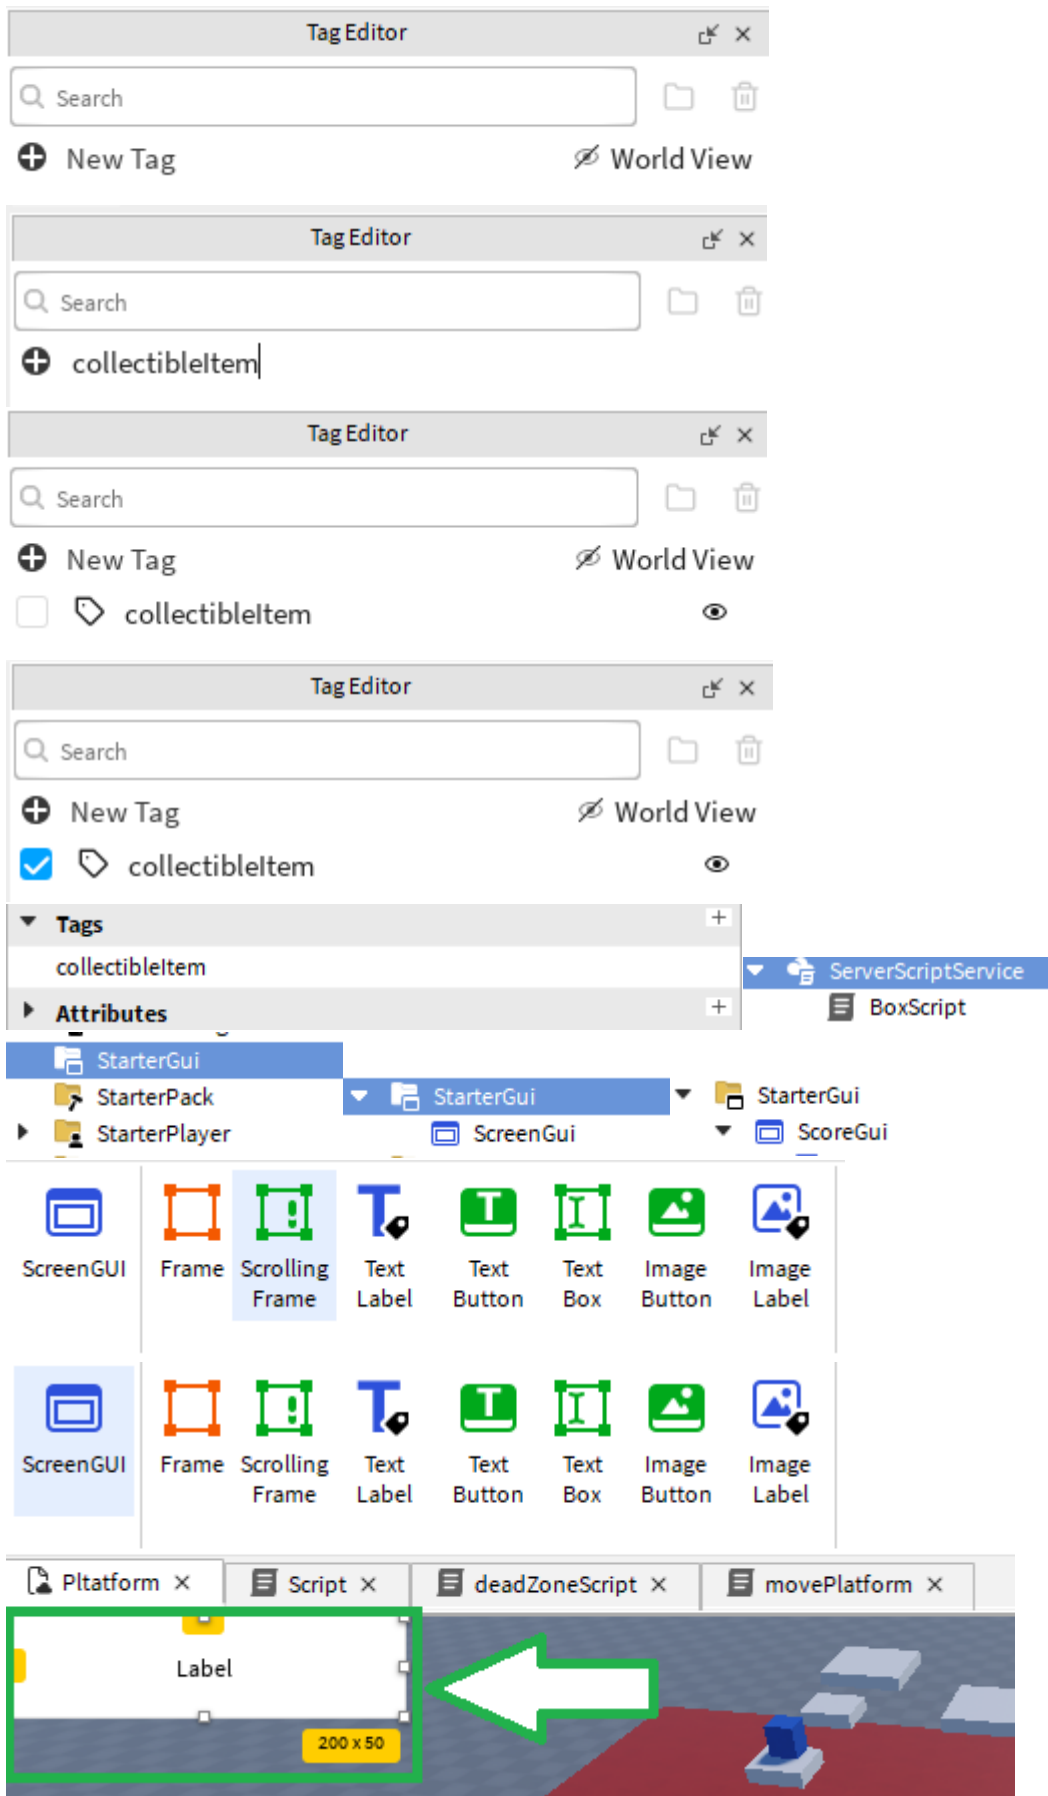 Tag Editor
Search
New Tag
World View
Tag Editor
Search
collectibleItem
Tag Editor
Search
New Tag
World View
collectibleItem
Tag Editor
Search
New Tag
World View
collectibleItem
Tags
collectibleItem
Attributes
ServerScriptService
BoxScript
StarterGui
StarterPack
StarterPlayer
StarterGui
ScreenGui
StarterGui
ScoreGui
ScreenGUI
Frame
Scrolling
Frame
Text
Label
Text
Button
Text
Box
Image
Button
Image
Label
ScreenGUI
Frame
Scrolling
Frame
Text
Label
Text
Button
Text
Box
Image
Button
Image
Label
Pltatform
Script
deadZoneScript
movePlatform
Label
200 x 50